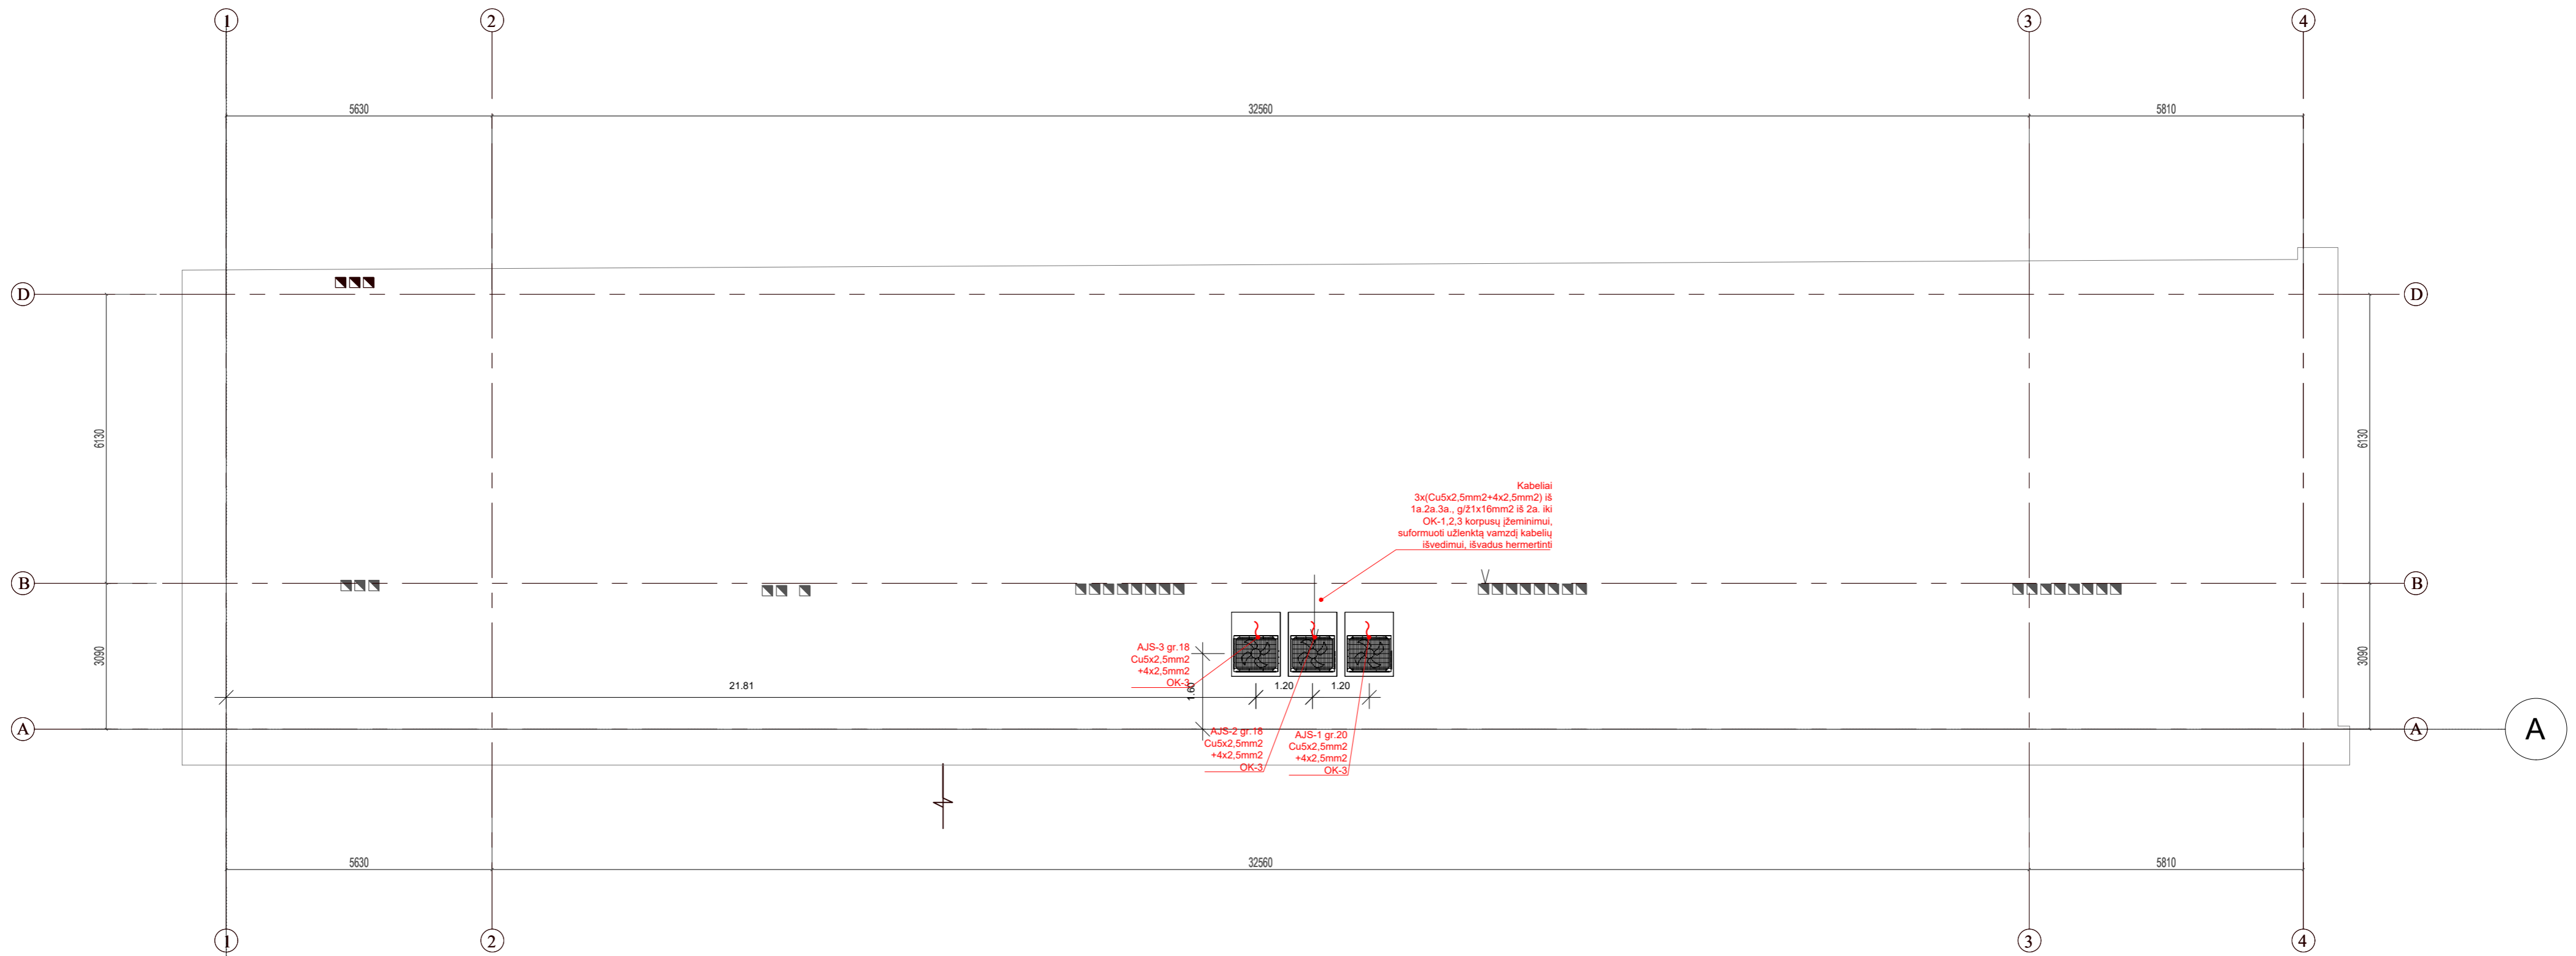 1
2
3
4
5630
32560
5810
D
D
6130
6130
Kabeliai
3x(Cu5x2,5mm2+4x2,5mm2) iš
1a.2a.3a., g/ž1x16mm2 iš 2a. iki
OK-1,2,3 korpusų įžeminimui,
suformuoti užlenktą vamzdį kabelių
išvedimui, išvadus hermertinti
B
B
3090
3090
AJS-3 gr.18
Cu5x2,5mm2
+4x2,5mm2
OK-3
1.60
21.81
1.20
1.20
A
A
A
AJS-2 gr.18
Cu5x2,5mm2
+4x2,5mm2
OK-3
AJS-1 gr.20
Cu5x2,5mm2
+4x2,5mm2
OK-3
5630
32560
5810
1
2
3
4